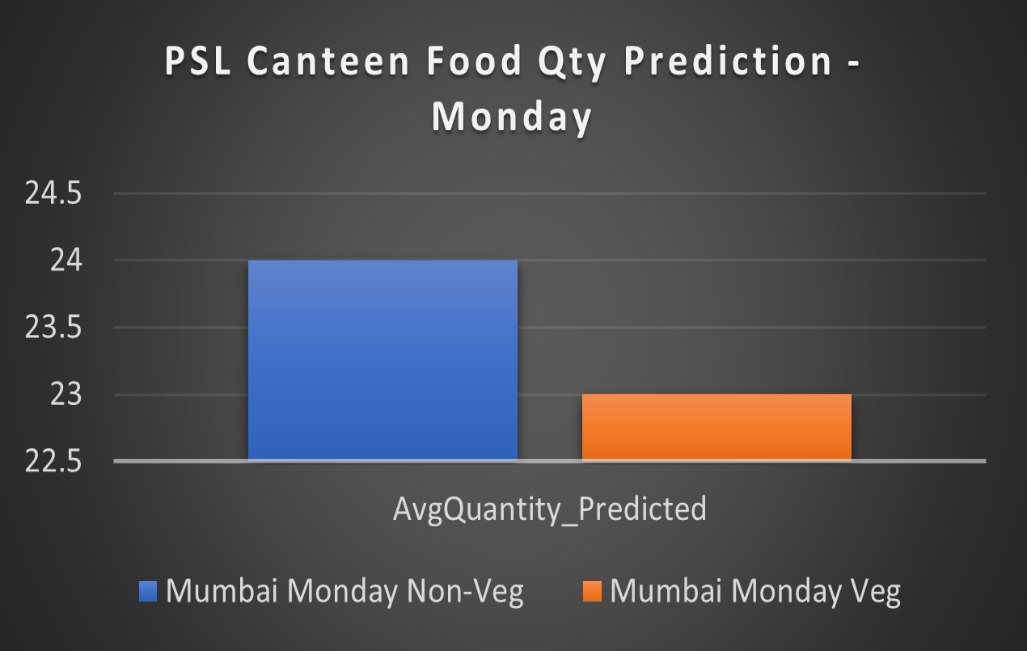 PSL Canteen Food Qty Prediction -
Monday
24.5
24
23.5
23
22.5
AvgQuantity_Predicted
Mumbai Monday Non-Veg
Mumbai Monday Veg